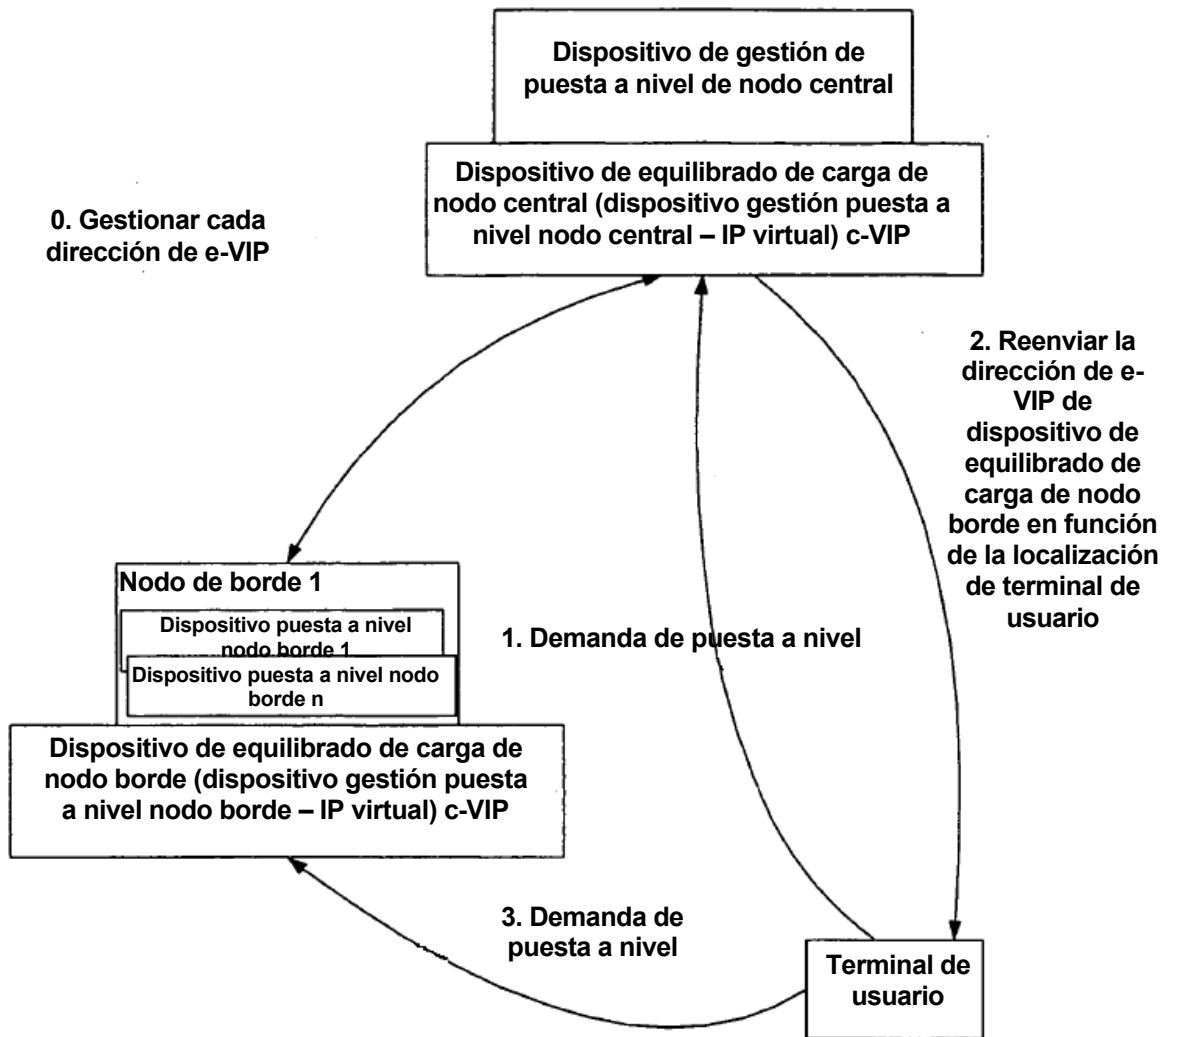 Dispositivo de gestión de
puesta a nivel de nodo central
Dispositivo de equilibrado de carga de
nodo central (dispositivo gestión puesta a
nivel nodo central – IP virtual) c-VIP
0. Gestionar cada
dirección de e-VIP
2. Reenviar la
dirección de e-
VIP de
dispositivo de
equilibrado de
carga de nodo
borde en función
de la localización
de terminal de
usuario
Nodo de borde 1
Dispositivo puesta a nivel
nodo borde 1
Dispositivo puesta a nivel nodo
borde n
1. Demanda de puesta a nivel
Dispositivo de equilibrado de carga de
nodo borde (dispositivo gestión puesta
a nivel nodo borde – IP virtual) c-VIP
3. Demanda de
puesta a nivel
Terminal de
usuario